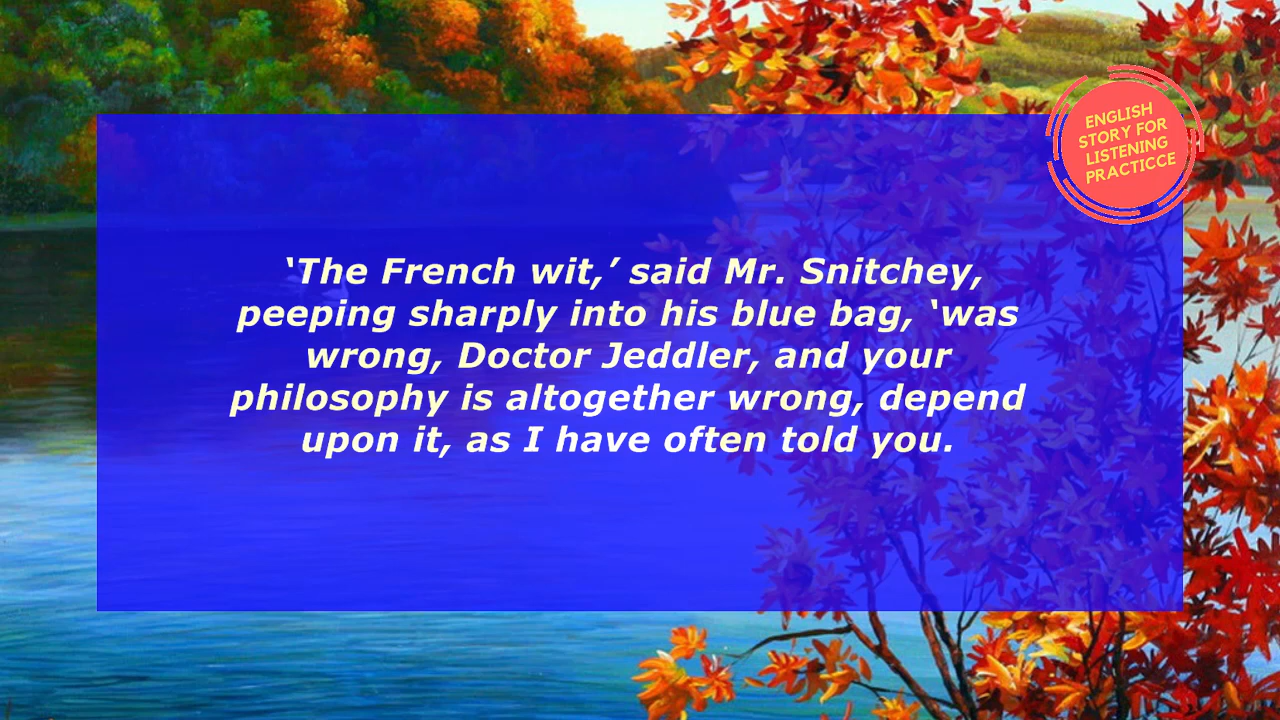 ENGLISH
STORY FOR
LISTENING
PRACTICCE
‘The French wit,’ said Mr. Snitchey,
peeping sharply into his blue bag, ‘was
wrong, Doctor Jeddler, and your
philosophy is altogether wrong, depend
upon it, as I have often told you.